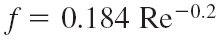 f = 0.184 Re⁻⁰·²